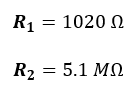 R₁ = 1020 Ω
R₂ = 5.1 MΩ